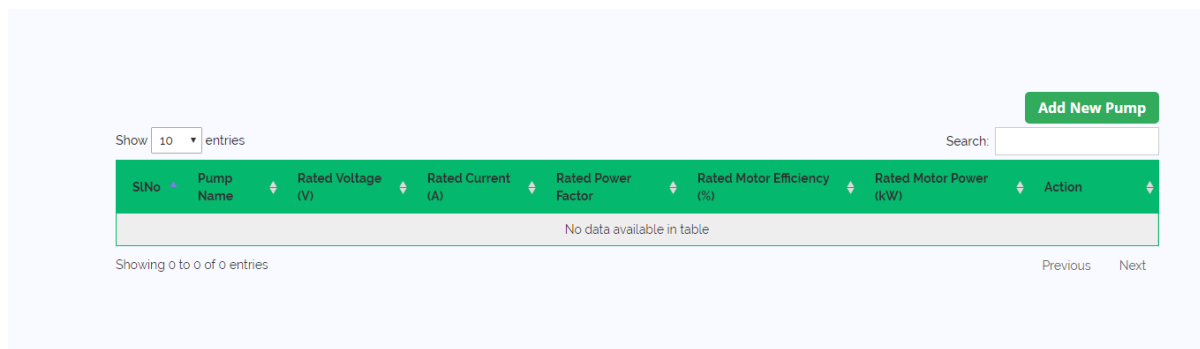 Add New Pump
Show 10 entries Search:
SlNo Pump Name Rated Voltage (V) Rated Current (A) Rated Power Factor Rated Motor Efficiency (%) Rated Motor Power (kW) Action
No data available in table
Showing 0 to 0 of 0 entries Previous Next